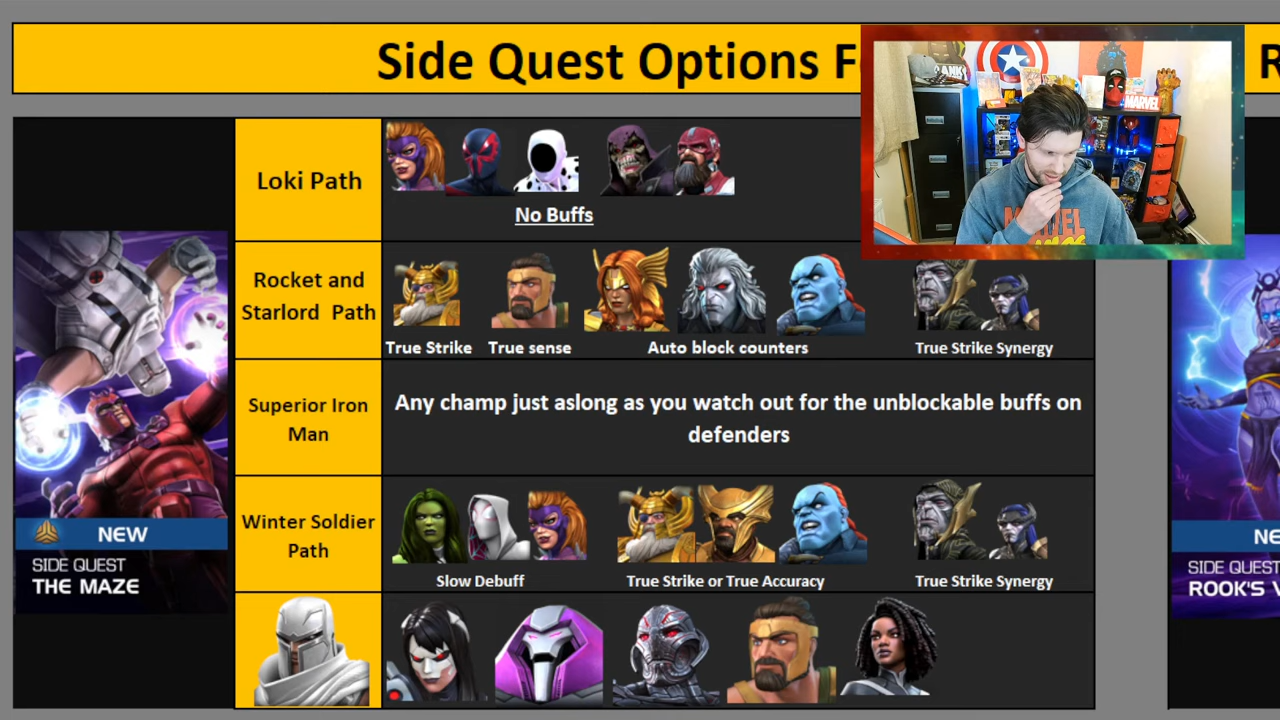 Side Quest Options F
R
Loki Path
No Buffs
Rocket and
Starlord Path
True Strike
True sense
Auto block counters
True Strike Synergy
Superior Iron
Man
Any champ just aslong as you watch out for the unblockable buffs on
defenders
Winter Soldier
Path
Slow Debuff
True Strike or True Accuracy
True Strike Synergy
NEW
SIDE QUEST
THE MAZE
NE
SIDE QUEST
ROOK'S V
MARVEL
MARVEL